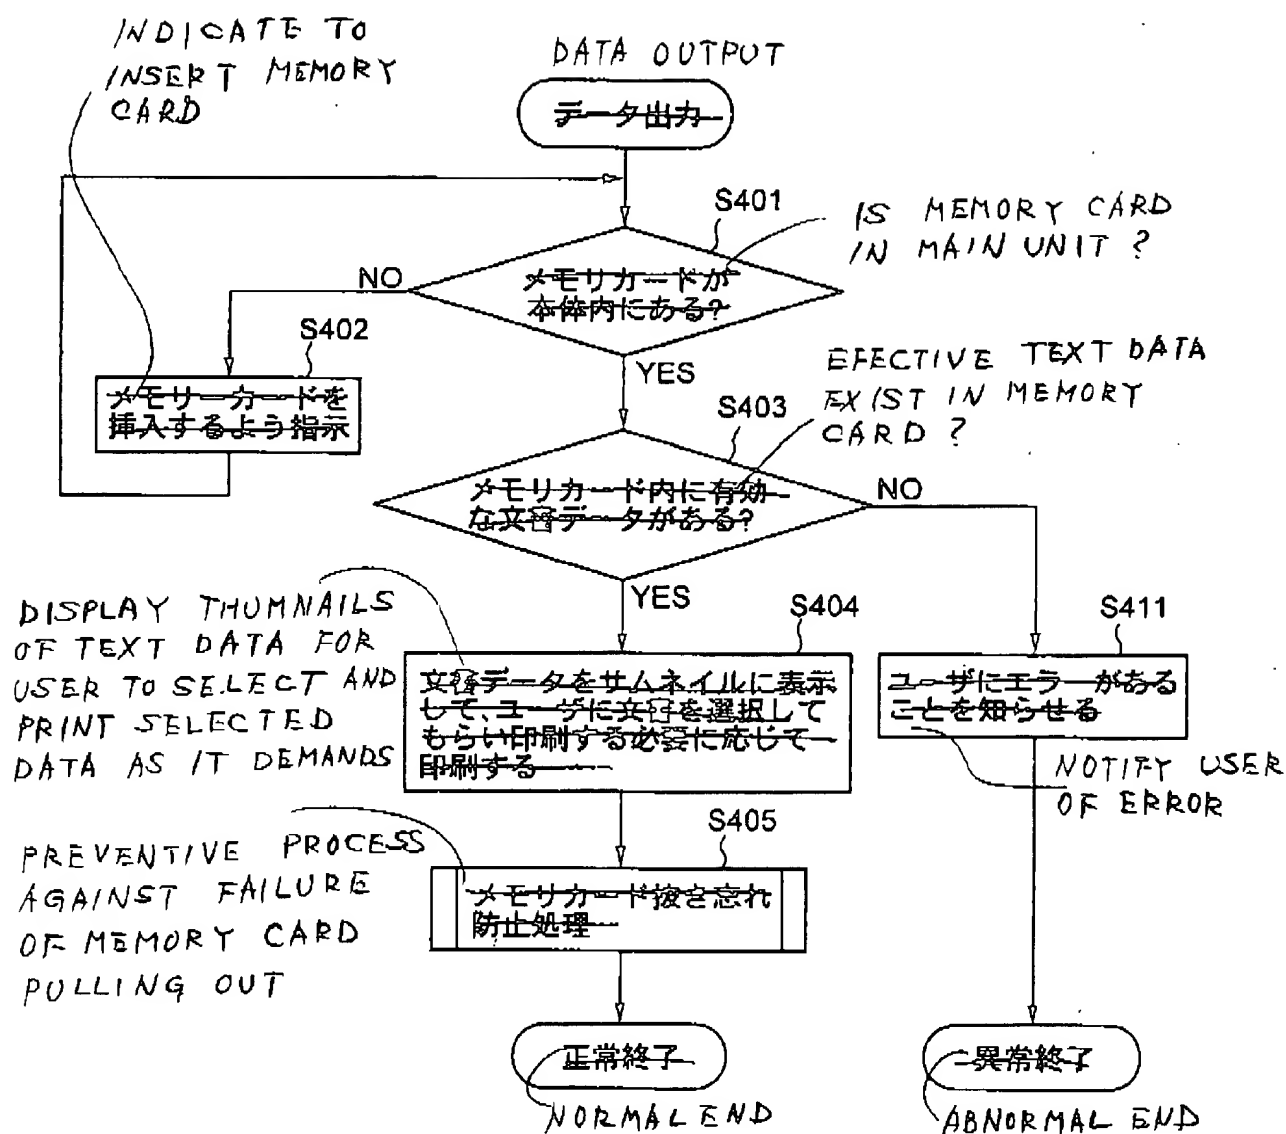 INDICATE TO
INSERT MEMORY
CARD
DATA OUTPUT
データ出力
S401
IS MEMORY CARD
IN MAIN UNIT ?
メモリカードが
本体内にある?
NO
YES
S402
メモリーカードを
挿入するよう指示
S403
EFECTIVE TEXT DATA
EXIST IN MEMORY
CARD ?
メモリカード内に有効
な文書データがある?
NO
YES
DISPLAY THUMNAILS
OF TEXT DATA FOR
USER TO SELECT AND
PRINT SELECTED
DATA AS IT DEMANDS
S404
文書データをサムネイルに表示
して、ユーザに文書を選択して
もらい印刷する必要に応じて
印刷する
S411
ユーザにエラーがある
ことを知らせる
NOTIFY USER
OF ERROR
PREVENTIVE PROCESS
AGAINST FAILURE
OF MEMORY CARD
PULLING OUT
S405
メモリカード抜き忘れ
防止処理
正常終了
NORMAL END
異常終了
ABNORMAL END